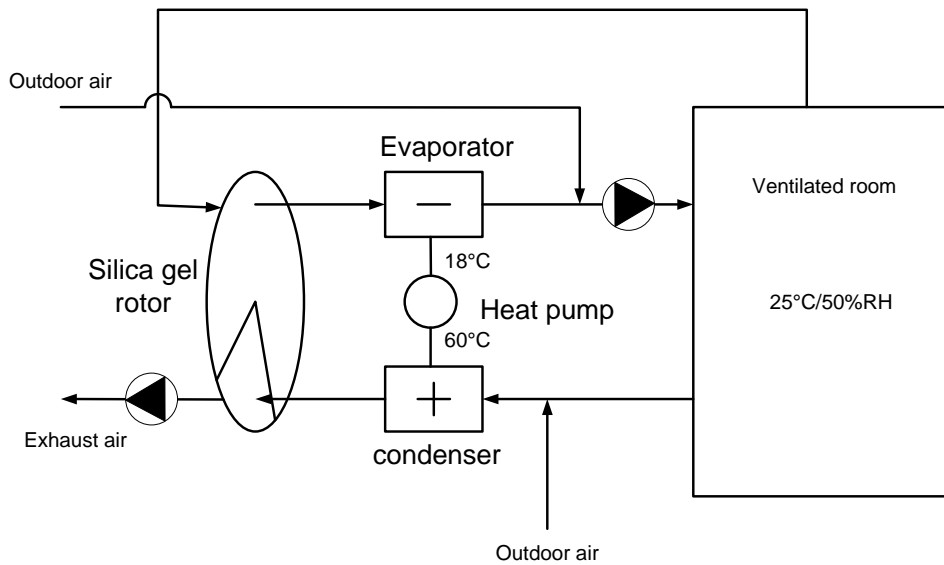 Outdoor air
Evaporator
Ventilated room
18°C
Silica gel
rotor
Heat pump
25°C/50%RH
60°C
Exhaust air
condenser
Outdoor air